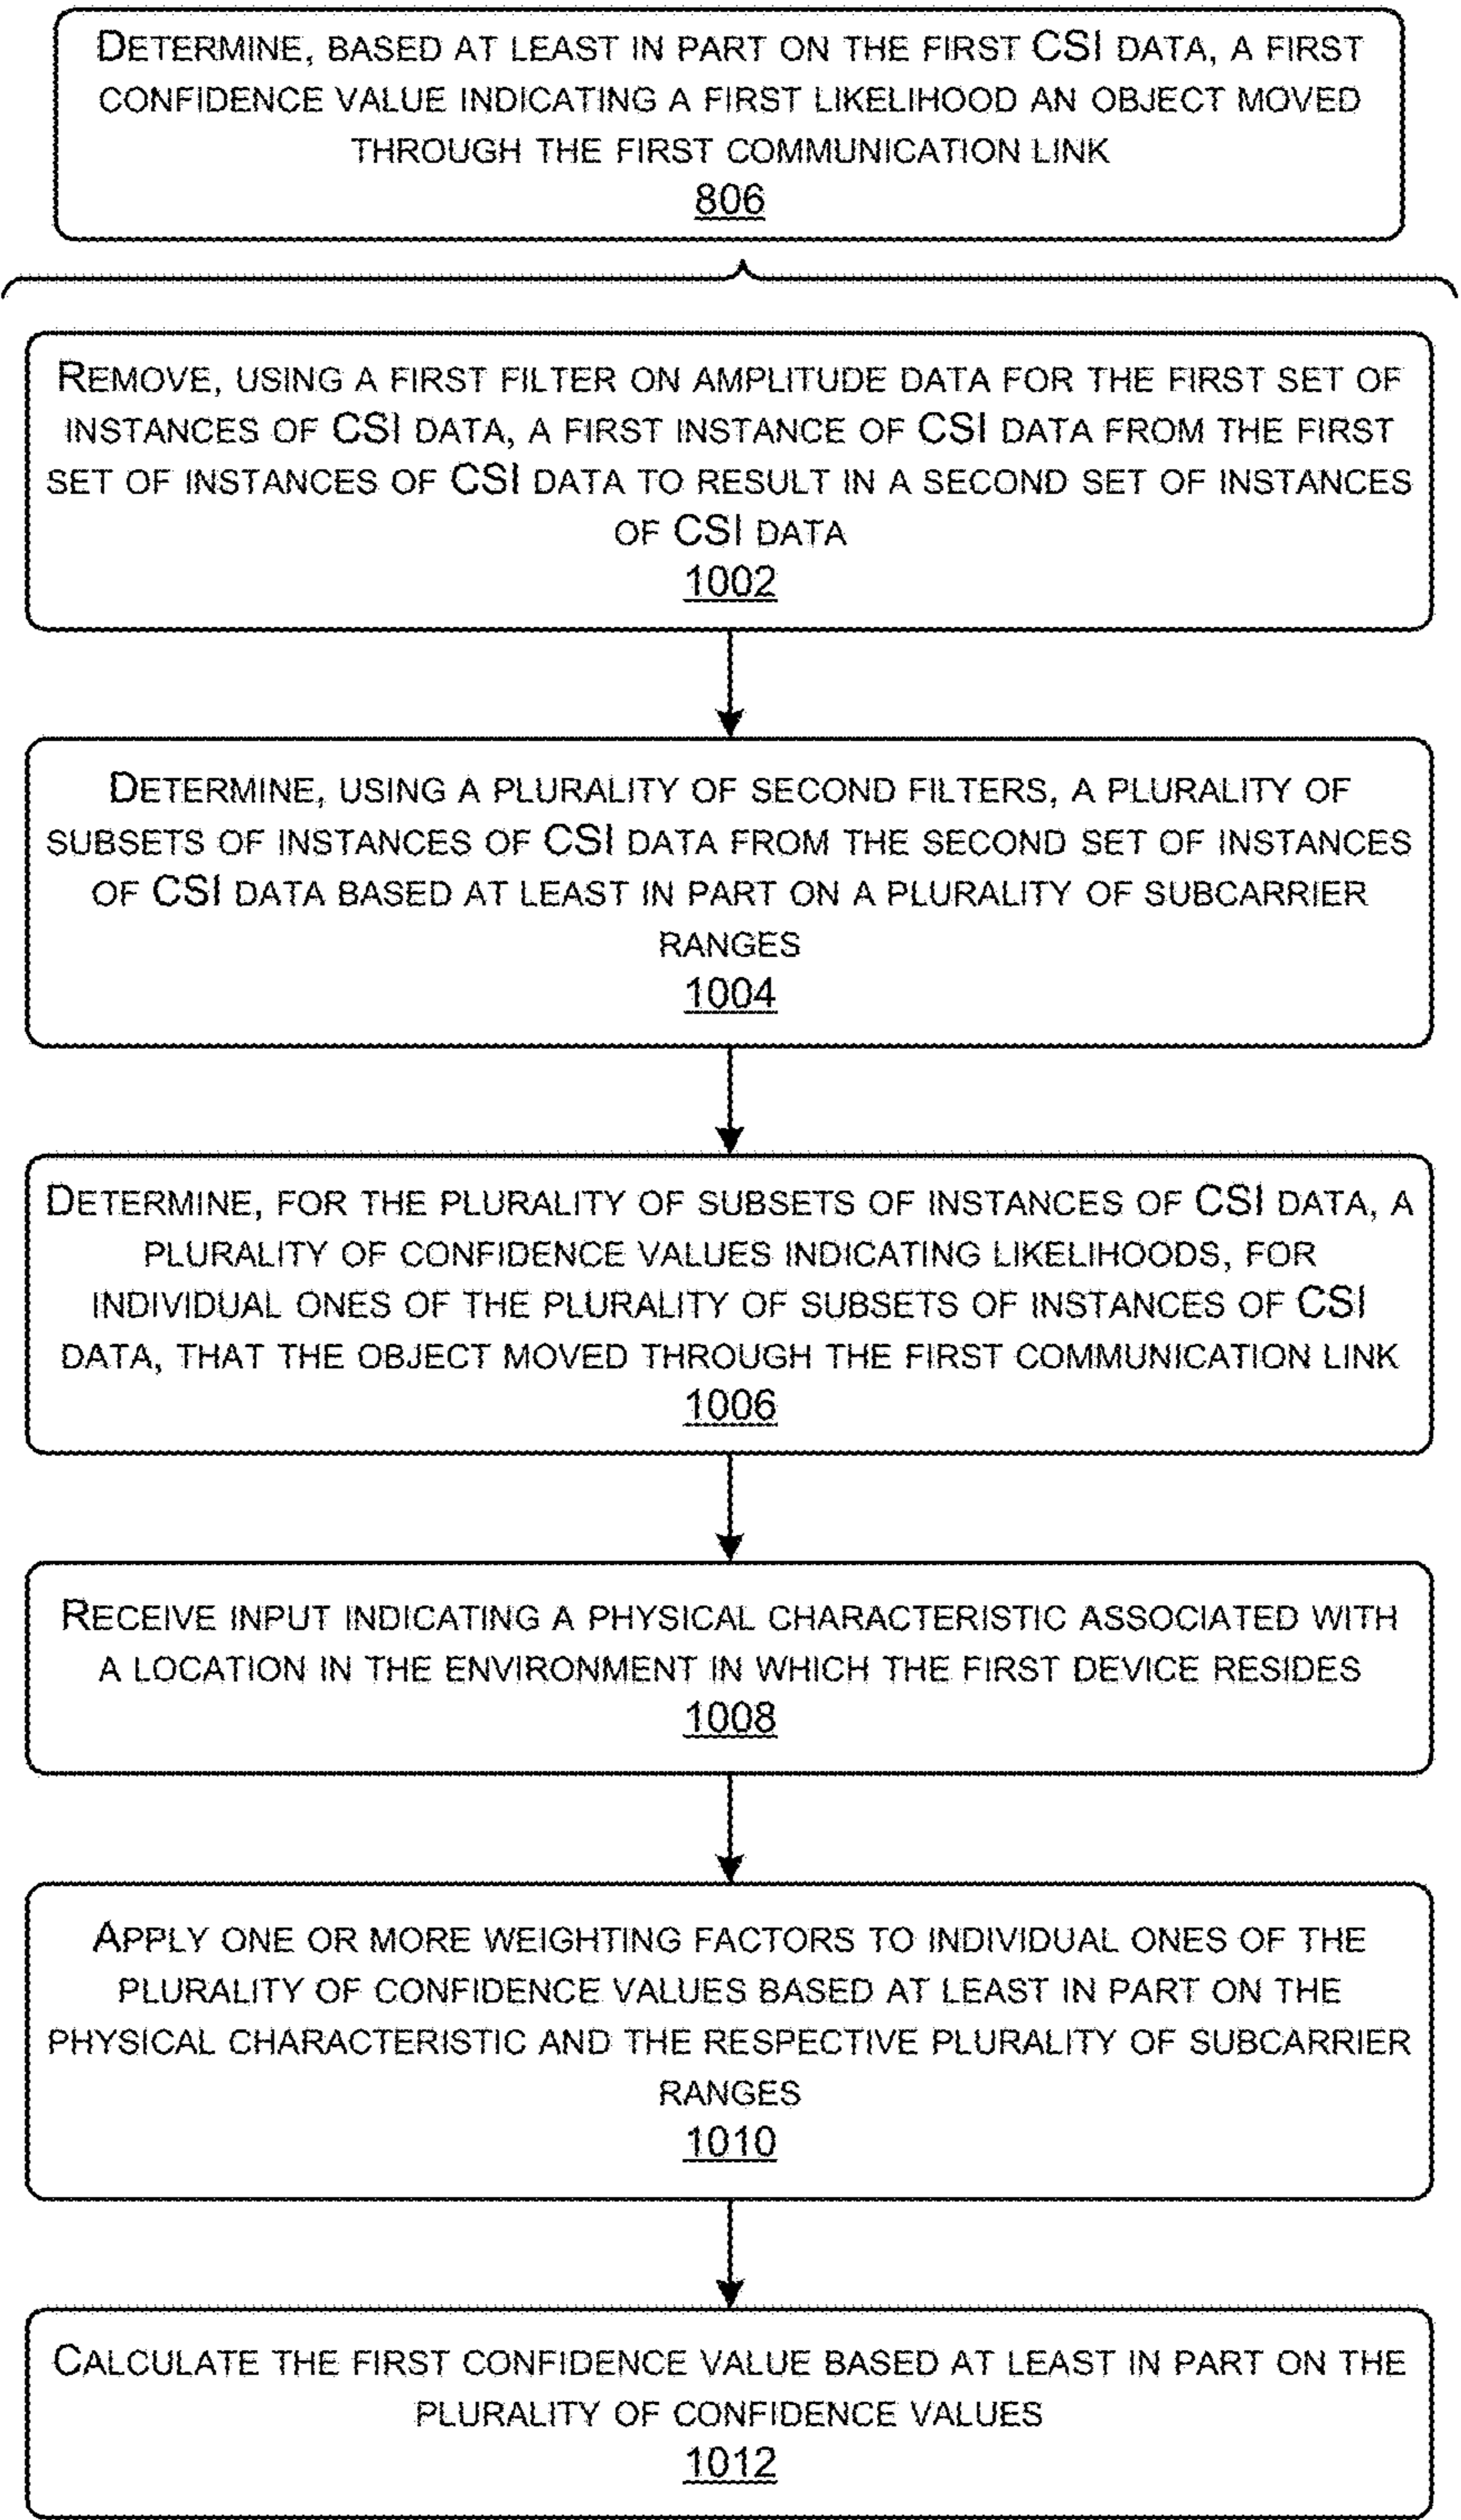 DETERMINE, BASED AT LEAST IN PART ON THE FIRST CSI DATA, A FIRST
CONFIDENCE VALUE INDICATING A FIRST LIKELIHOOD AN OBJECT MOVED
THROUGH THE FIRST COMMUNICATION LINK
806
REMOVE, USING A FIRST FILTER ON AMPLITUDE DATA FOR THE FIRST SET OF
INSTANCES OF CSI DATA, A FIRST INSTANCE OF CSI DATA FROM THE FIRST
SET OF INSTANCES OF CSI DATA TO RESULT IN A SECOND SET OF INSTANCES
OF CSI DATA
1002
DETERMINE, USING A PLURALITY OF SECOND FILTERS, A PLURALITY OF
SUBSETS OF INSTANCES OF CSI DATA FROM THE SECOND SET OF INSTANCES
OF CSI DATA BASED AT LEAST IN PART ON A PLURALITY OF SUBCARRIER
RANGES
1004
DETERMINE, FOR THE PLURALITY OF SUBSETS OF INSTANCES OF CSI DATA, A
PLURALITY OF CONFIDENCE VALUES INDICATING LIKELIHOODS, FOR
INDIVIDUAL ONES OF THE PLURALITY OF SUBSETS OF INSTANCES OF CSI
DATA, THAT THE OBJECT MOVED THROUGH THE FIRST COMMUNICATION LINK
1006
RECEIVE INPUT INDICATING A PHYSICAL CHARACTERISTIC ASSOCIATED WITH
A LOCATION IN THE ENVIRONMENT IN WHICH THE FIRST DEVICE RESIDES
1008
APPLY ONE OR MORE WEIGHTING FACTORS TO INDIVIDUAL ONES OF THE
PLURALITY OF CONFIDENCE VALUES BASED AT LEAST IN PART ON THE
PHYSICAL CHARACTERISTIC AND THE RESPECTIVE PLURALITY OF SUBCARRIER
RANGES
1010
CALCULATE THE FIRST CONFIDENCE VALUE BASED AT LEAST IN PART ON THE
PLURALITY OF CONFIDENCE VALUES
1012